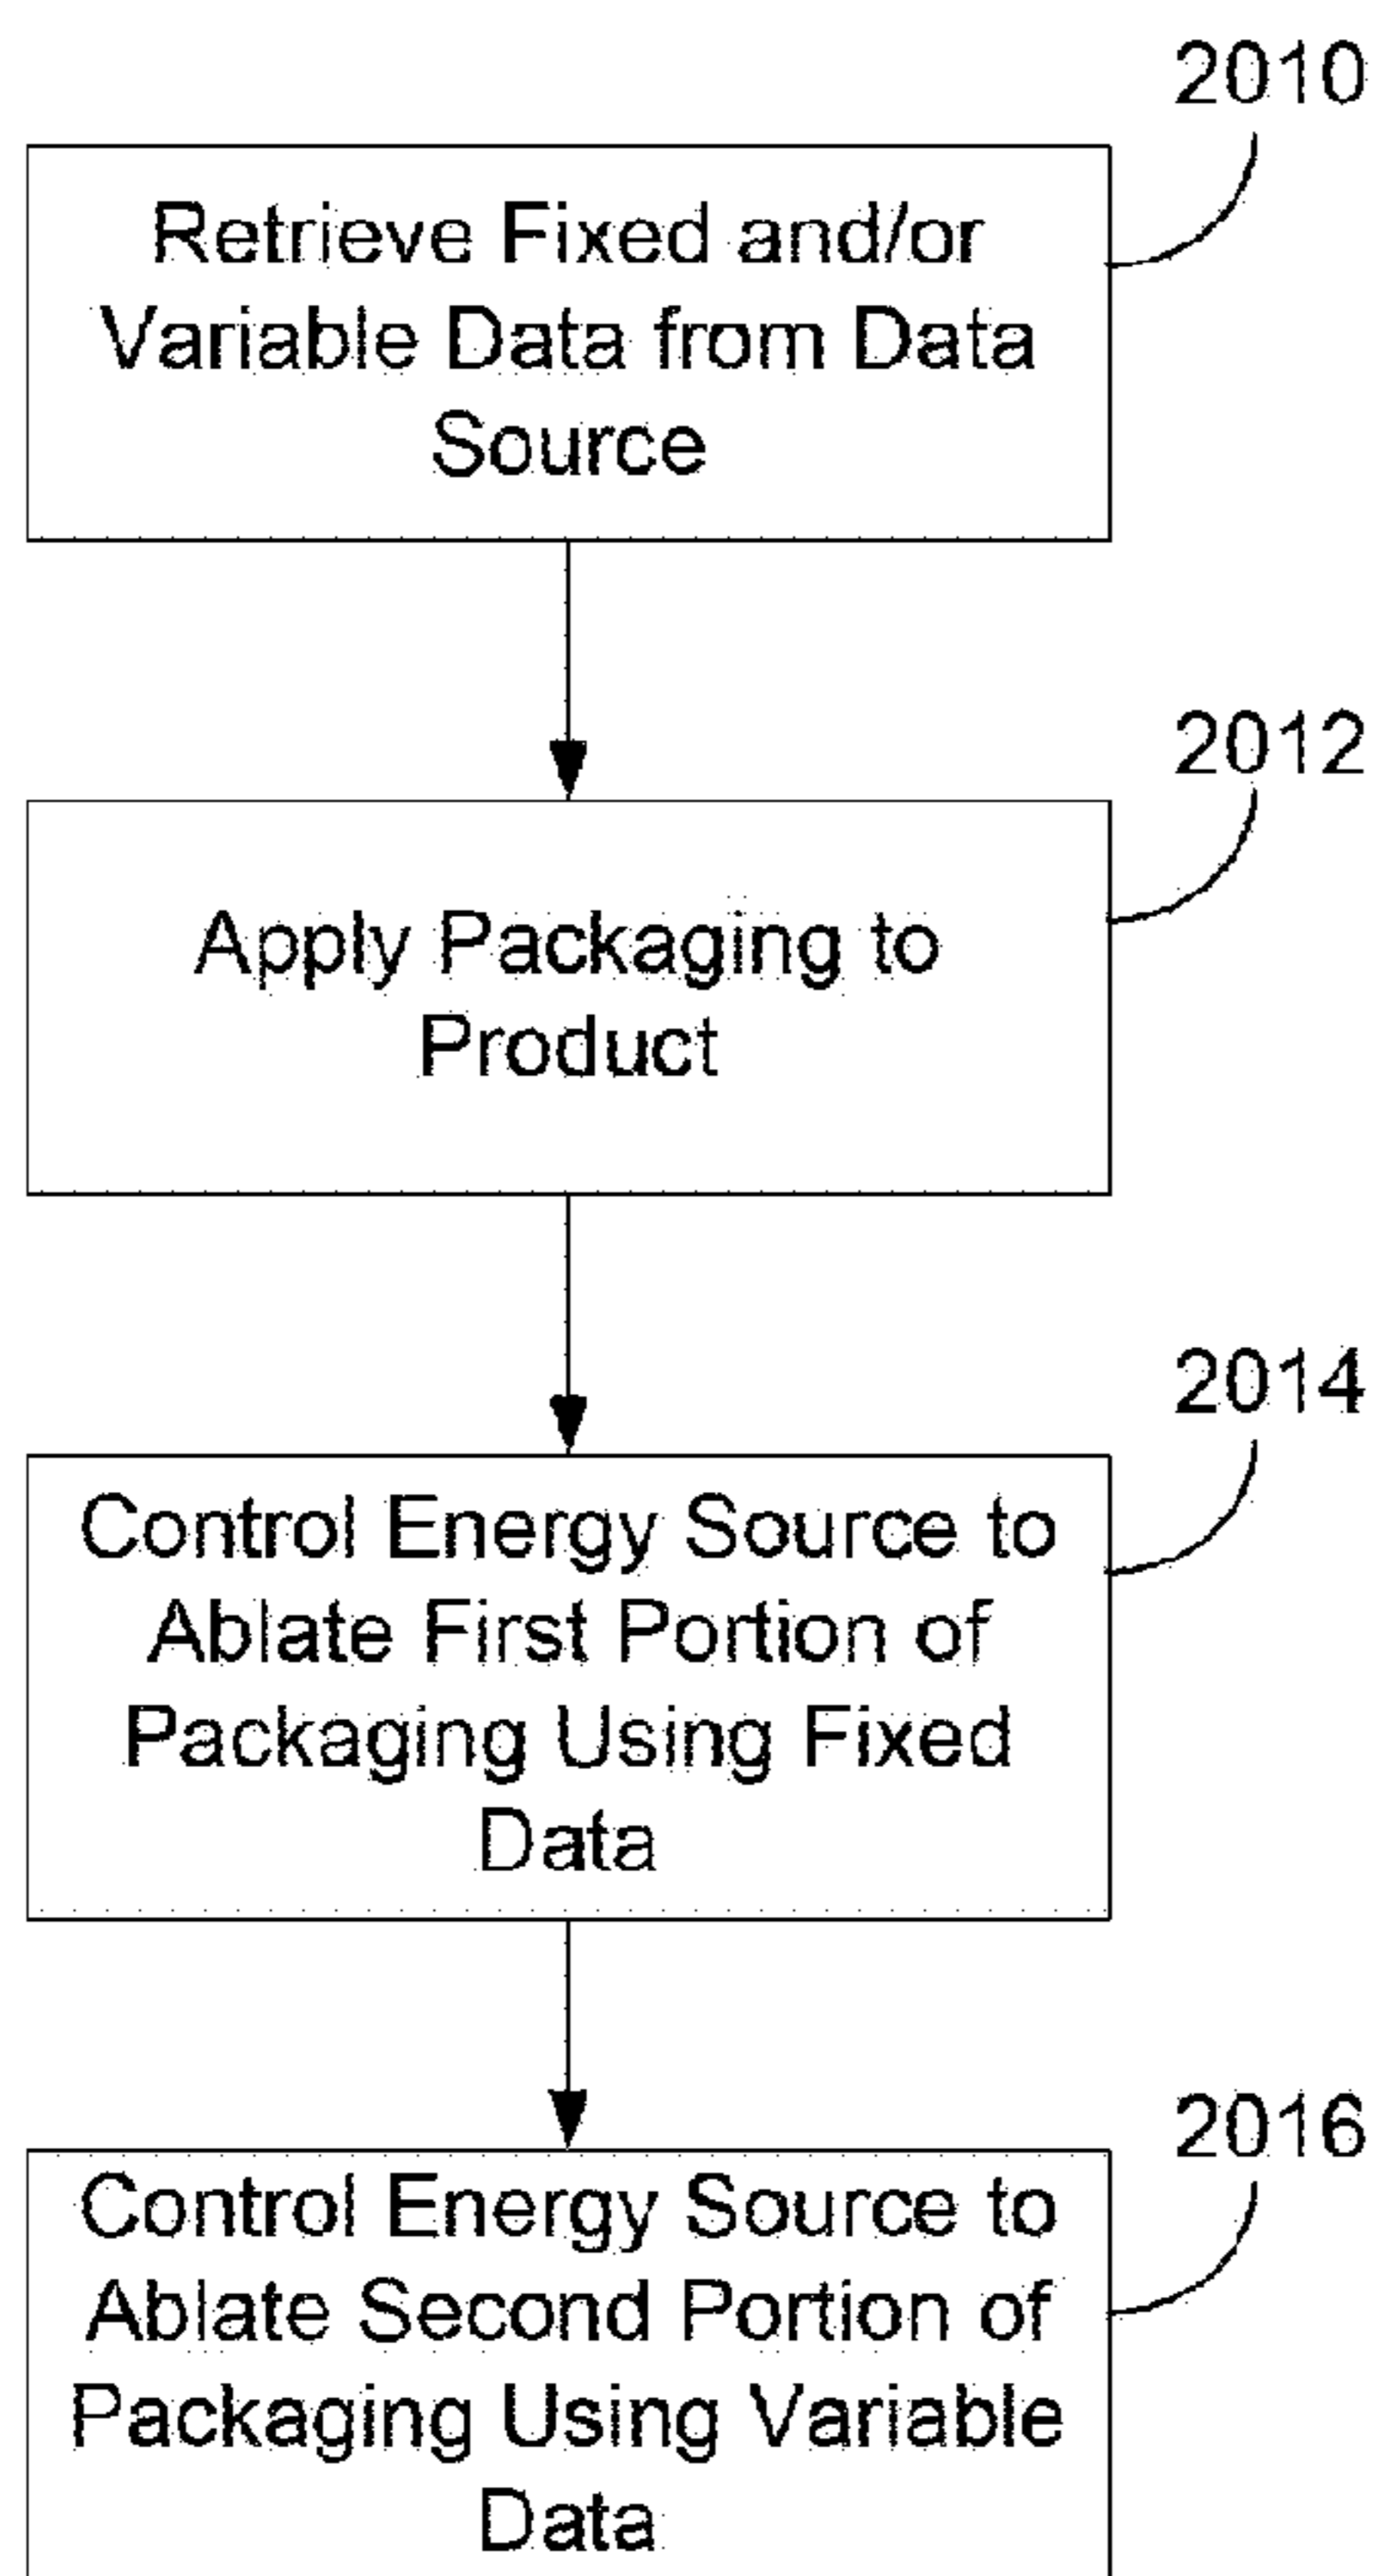 2010
Retrieve Fixed and/or
Variable Data from Data
Source
2012
Apply Packaging to
Product
2014
Control Energy Source to
Ablate First Portion of
Packaging Using Fixed
Data
2016
Control Energy Source to
Ablate Second Portion of
Packaging Using Variable
Data